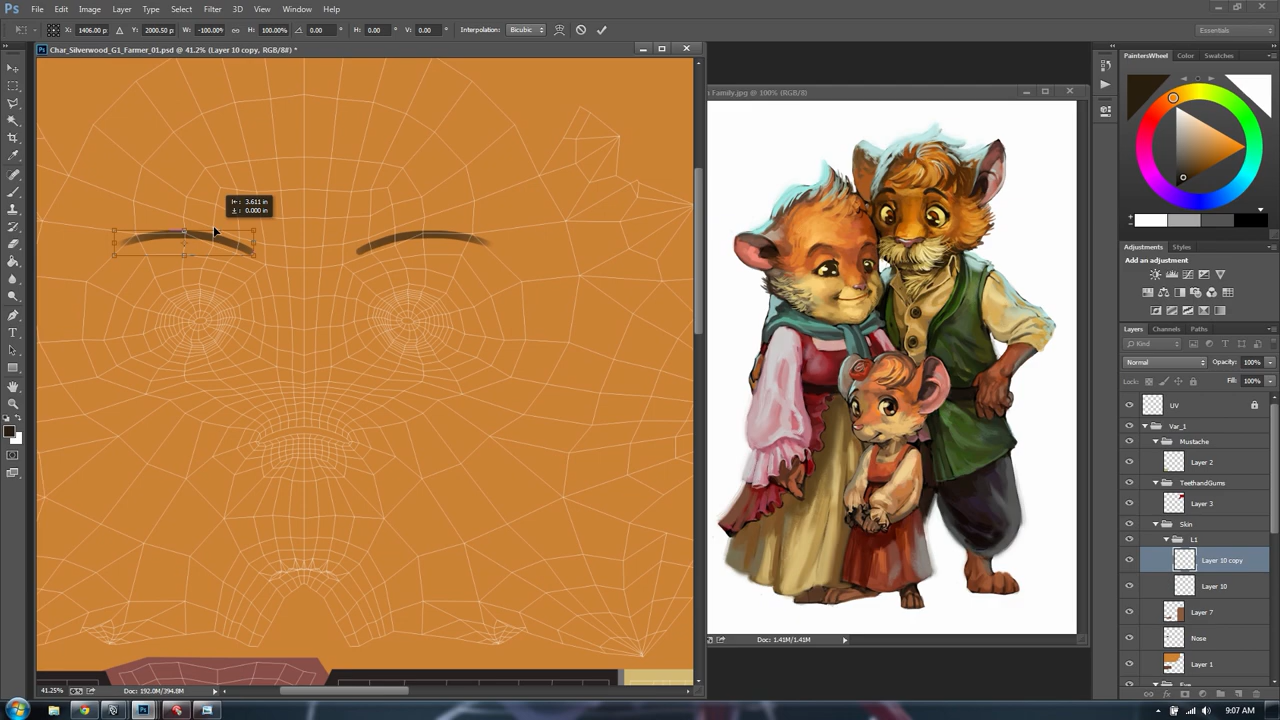 Ps File Edit Image Layer Type Select Filter 3D View Window Help
X: 1406.00 p Y: 2000.50 px W: -100.00% H: 100.00% 0.00 ° H: 0.00 ° V: 0.00 ° Interpolation: Bicubic Essentials
Char_Silverwood_G1_Farmer_01.psd @ 41.2% (Layer 10 copy, RGB/8#) *
Family.jpg @ 100% (RGB/8)
PaintersWheel Color Swatches
: 3.611 in
: 0.000 in
Adjustments Styles
Add an adjustment
Layers Channels Paths
Kind
Normal Opacity: 100%
Lock: Fill: 100%
UV
Var_1
Mustache
Layer 2
TeethandGums
Layer 3
Skin
L1
Layer 10 copy
Layer 10
Layer 7
Nose
Layer 1
Eye
Doc: 1.41M/1.41M
41.25% Doc: 192.0M/394.8M
9:07 AM